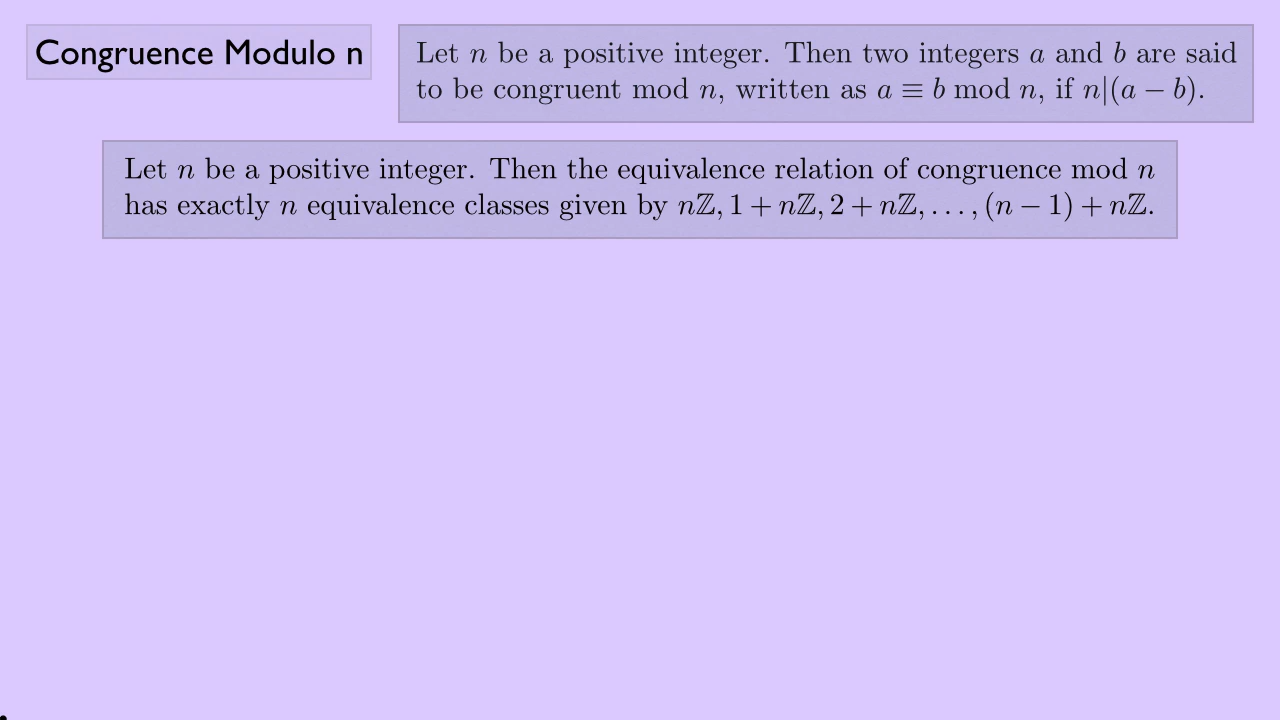 Congruence Modulo n
Let n be a positive integer. Then two integers a and b are said
to be congruent mod n, written as a ≡ b mod n, if n|(a − b).
Let n be a positive integer. Then the equivalence relation of congruence mod n
has exactly n equivalence classes given by nℤ, 1 + nℤ, 2 + nℤ, . . . , (n − 1) + nℤ.